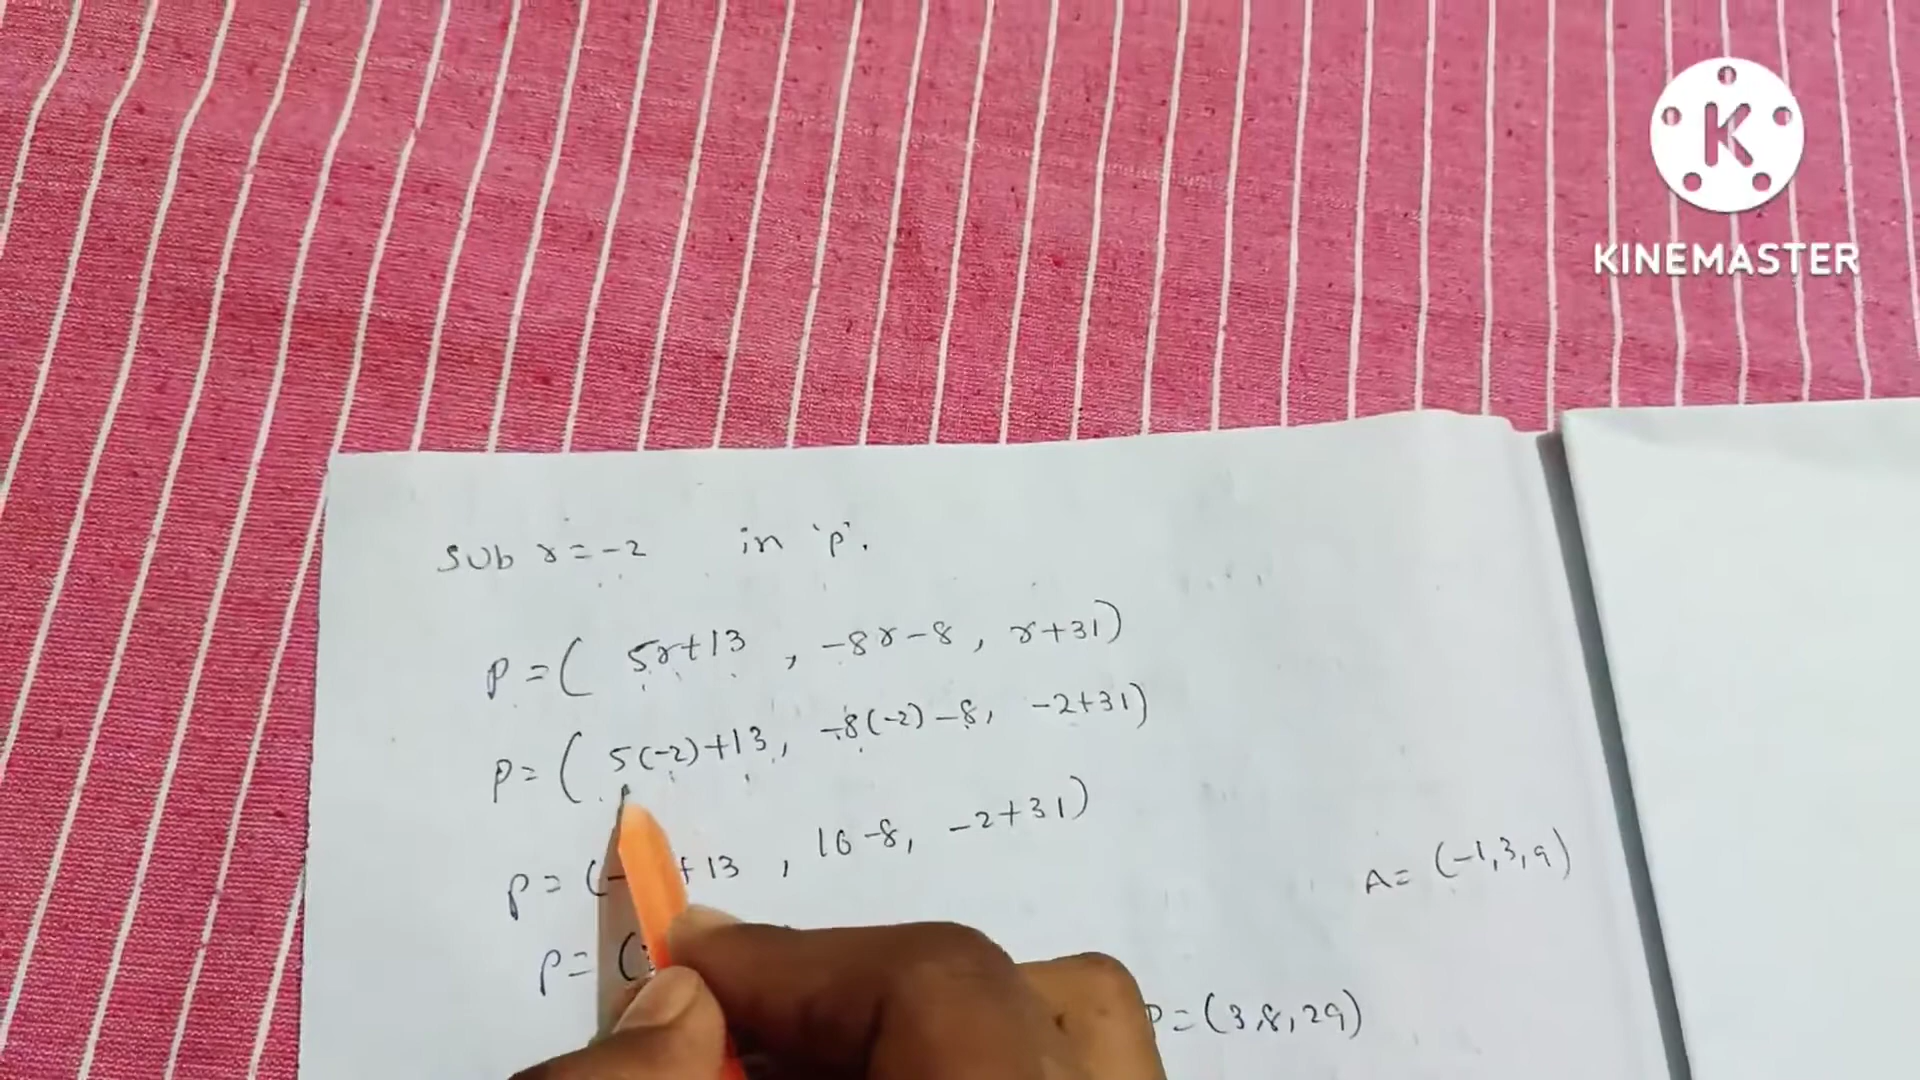 KINEMASTER
Sub r=-2 in 'p'.
P = ( 5r+13 , -8r-8 , r+31)
P = ( 5(-2)+13, -8(-2)-8, -2+31)
P = (- +13 , 16-8, -2+31)
A = (-1,3,9)
P = (
P = (3,8,29)